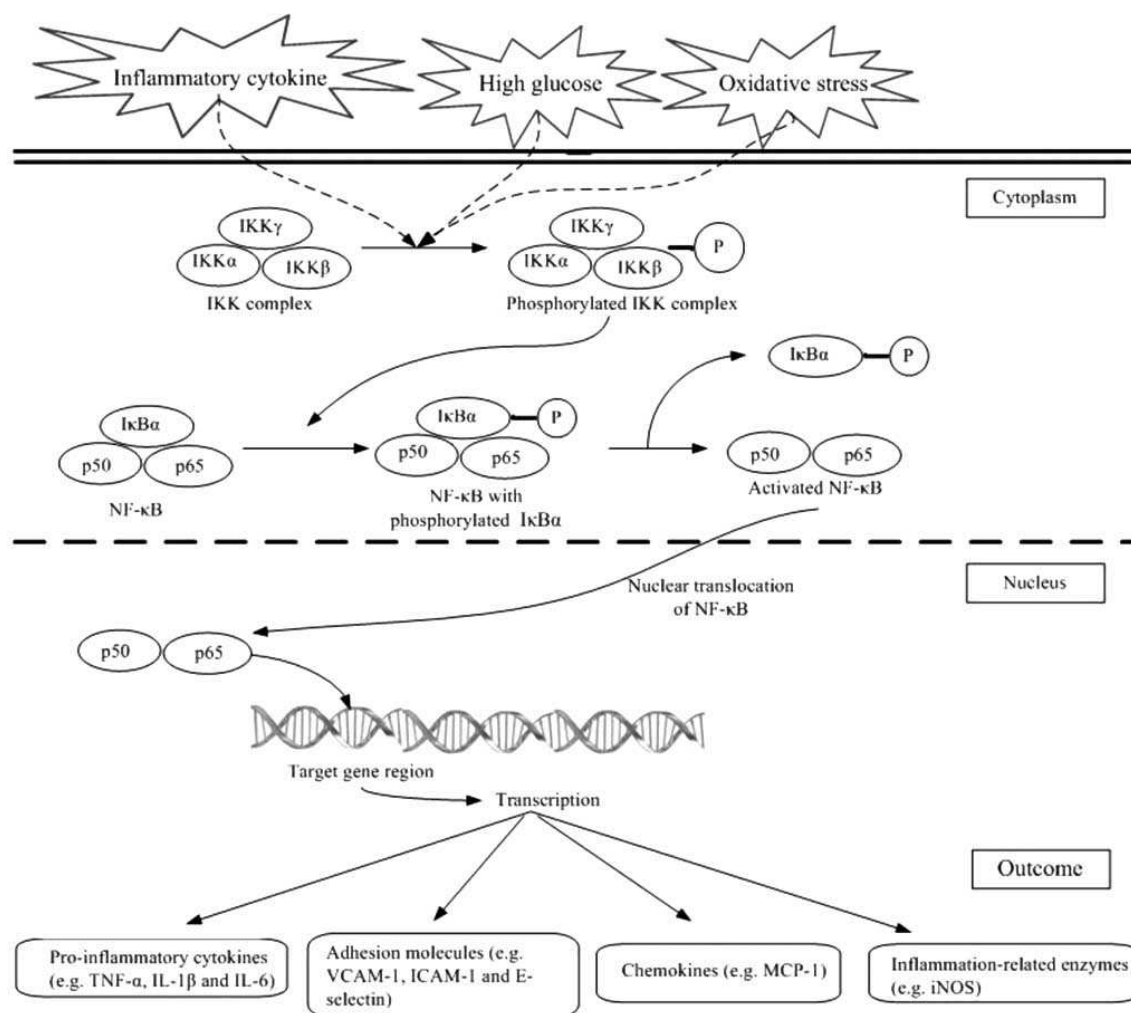 Inflammatory cytokine
High glucose
Oxidative stress
Cytoplasm
IKKγ
IKKα
IKKβ
IKK complex
IKKγ
IKKα
IKKβ
P
Phosphorylated IKK complex
IκBα
P
IκBα
p50
p65
NF-κB
IκBα
P
p50
p65
NF-κB with
phosphorylated IκBα
p50
p65
Activated NF-κB
Nucleus
Nuclear translocation
of NF-κB
p50
p65
Target gene region
Transcription
Outcome
Pro-inflammatory cytokines
(e.g. TNF-α, IL-1β and IL-6)
Adhesion molecules (e.g.
VCAM-1, ICAM-1 and E-
selectin)
Chemokines (e.g. MCP-1)
Inflammation-related enzymes
(e.g. iNOS)